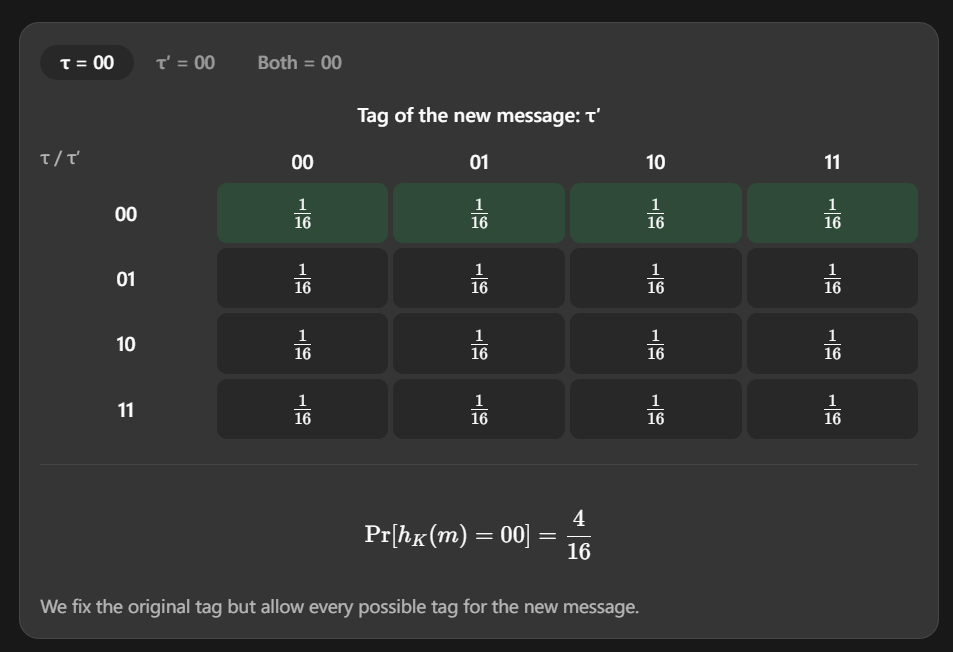 τ = 00 τ′ = 00 Both = 00
Tag of the new message: τ′
τ / τ′ 00 01 10 11
00 1/16 1/16 1/16 1/16
01 1/16 1/16 1/16 1/16
10 1/16 1/16 1/16 1/16
11 1/16 1/16 1/16 1/16
Pr[h_K(m) = 00] = 4/16
We fix the original tag but allow every possible tag for the new message.